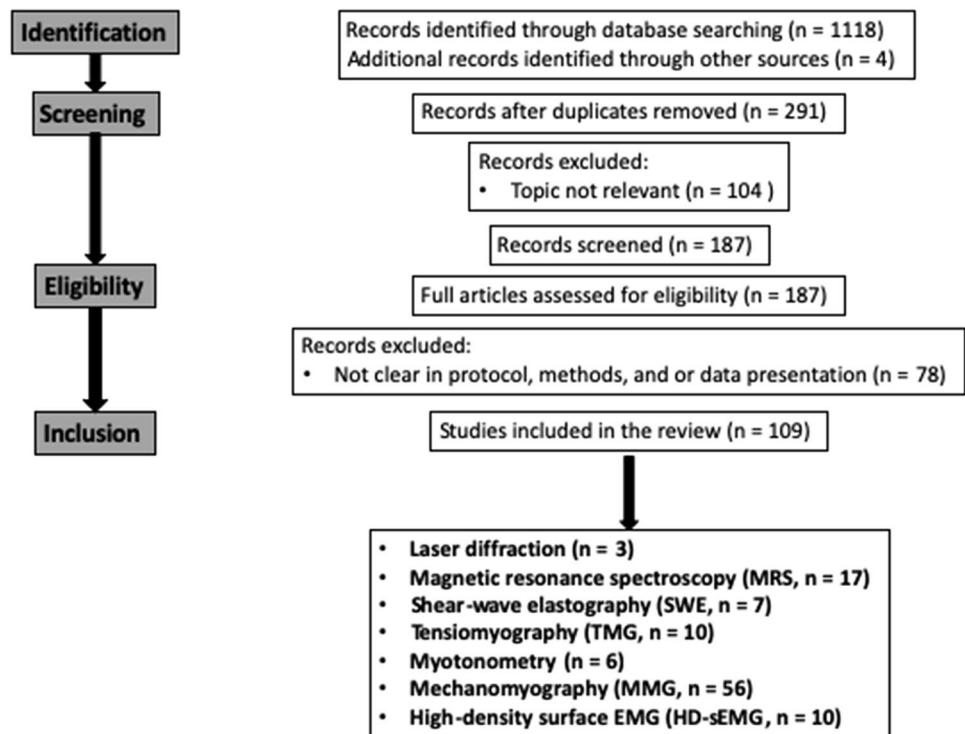 Identification
Records identified through database searching (n = 1118)
Additional records identified through other sources (n = 4)
Screening
Records after duplicates removed (n = 291)
Records excluded:
• Topic not relevant (n = 104 )
Records screened (n = 187)
Eligibility
Full articles assessed for eligibility (n = 187)
Records excluded:
• Not clear in protocol, methods, and or data presentation (n = 78)
Inclusion
Studies included in the review (n = 109)
• Laser diffraction (n = 3)
• Magnetic resonance spectroscopy (MRS, n = 17)
• Shear-wave elastography (SWE, n = 7)
• Tensiomyography (TMG, n = 10)
• Myotonometry (n = 6)
• Mechanomyography (MMG, n = 56)
• High-density surface EMG (HD-sEMG, n = 10)